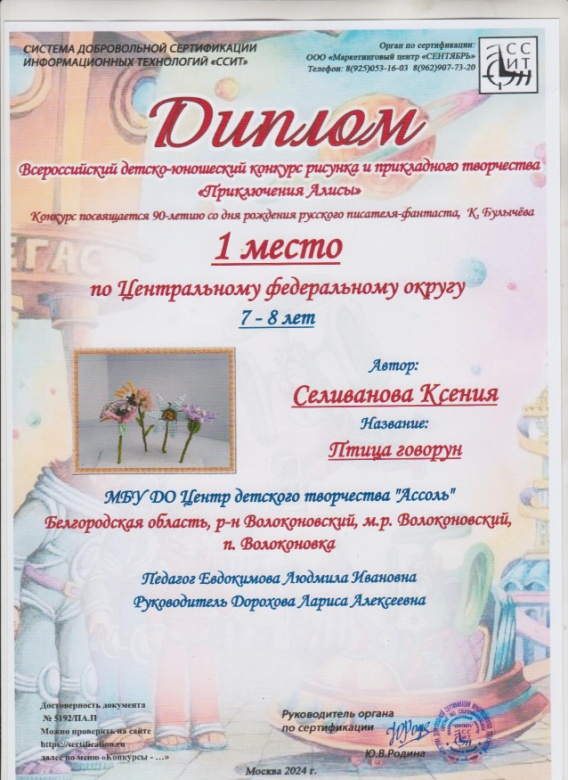 СИСТЕМА ДОБРОВОЛЬНОЙ СЕРТИФИКАЦИИ
ИНФОРМАЦИОННЫХ ТЕХНОЛОГИЙ «ССИТ»
Орган по сертификации:
ООО «Маркетинговый центр «СЕНТЯБРЬ»
Телефон: 8(925)053-16-03 8(962)907-73-20
СС
ИТ
Диплом
Всероссийский детско-юношеский конкурс рисунка и прикладного творчества
«Приключения Алисы»
Конкурс посвящается 90-летию со дня рождения русского писателя-фантаста, К. Булычёва
ЕГАС
1 место
по Центральному федеральному округу
7 - 8 лет
Автор:
Селиванова Ксения
Название:
Птица говорун
МБУ ДО Центр детского творчества "Ассоль"
Белгородская область, р-н Волоконовский, м.р. Волоконовский,
п. Волоконовка
Педагог Евдокимова Людмила Ивановна
Руководитель Дорохова Лариса Алексеевна
Достоверность документа
№ 5192/ПА.П
Можно проверить на сайте
https://sertification.ru
далее по меню «Конкурсы - …»
Руководитель органа
по сертификации
Ю.В.Родина
Москва 2024 г.